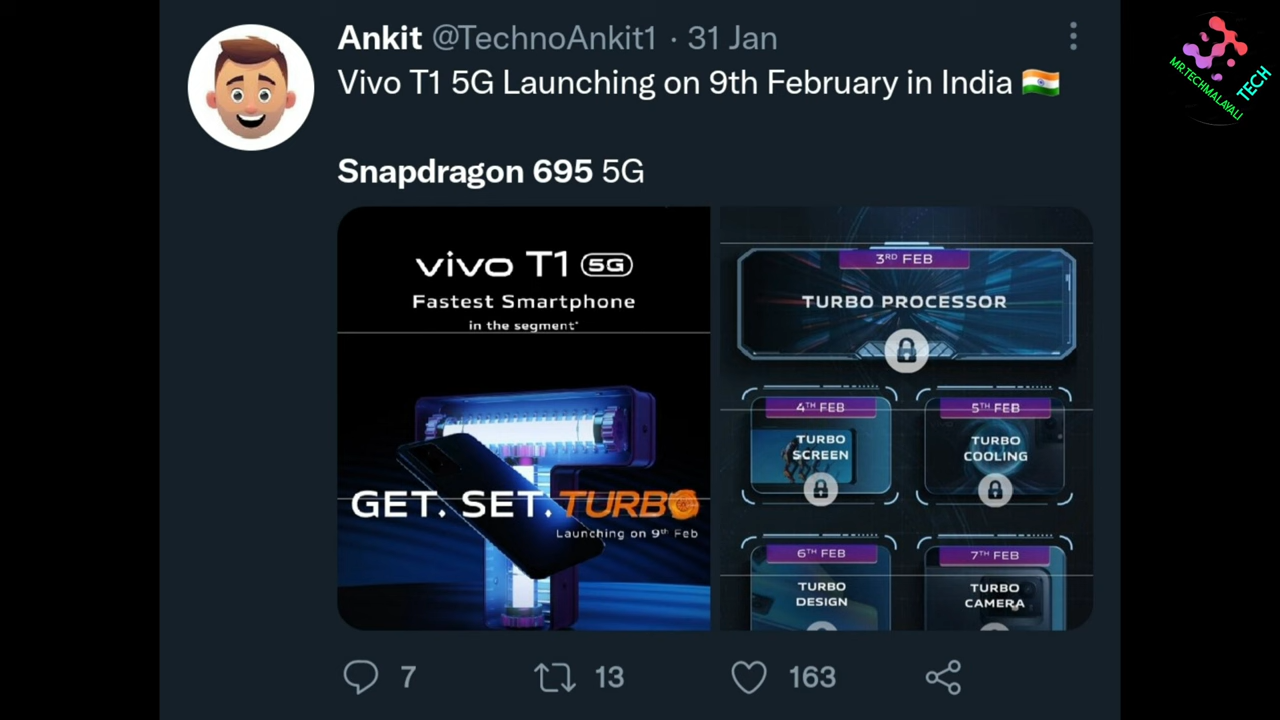 Ankit @TechnoAnkit1 · 31 Jan
Vivo T1 5G Launching on 9th February in India 🇮🇳
Snapdragon 695 5G
vivo T1 5G
Fastest Smartphone
in the segment*
GET. SET. TURBO
Launching on 9th Feb
3RD FEB
TURBO PROCESSOR
4TH FEB
TURBO
SCREEN
5TH FEB
TURBO
COOLING
6TH FEB
TURBO
DESIGN
7TH FEB
TURBO
CAMERA
7
13
163
MR.TECHMALAYALI
TECH